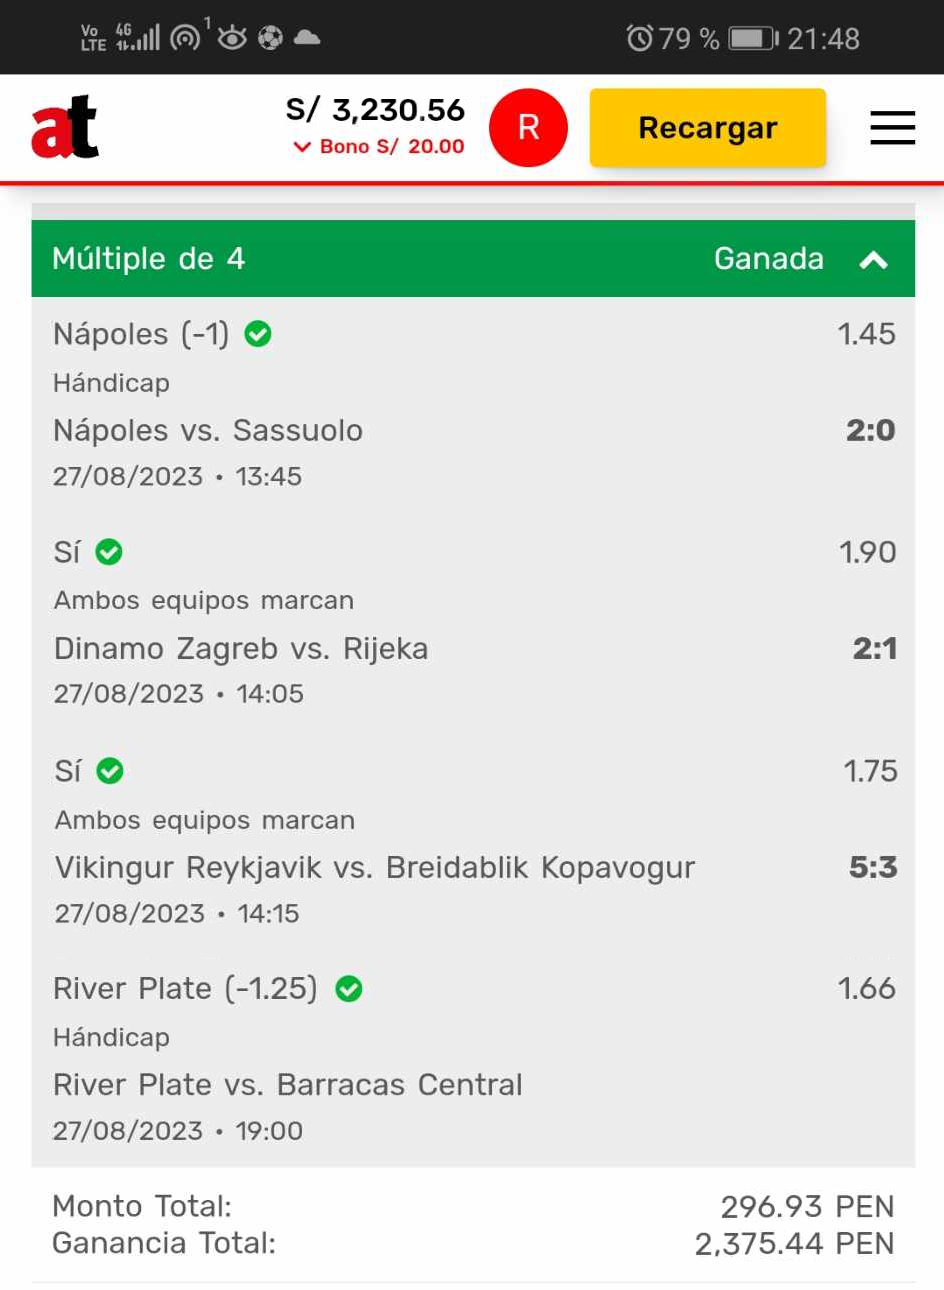 Vo LTE 4G 1 79 % 21:48
at S/ 3,230.56 R Recargar
Bono S/ 20.00
Múltiple de 4 Ganada
Nápoles (-1) 1.45
Hándicap
Nápoles vs. Sassuolo 2:0
27/08/2023 • 13:45
Sí 1.90
Ambos equipos marcan
Dinamo Zagreb vs. Rijeka 2:1
27/08/2023 • 14:05
Sí 1.75
Ambos equipos marcan
Vikingur Reykjavik vs. Breidablik Kopavogur 5:3
27/08/2023 • 14:15
River Plate (-1.25) 1.66
Hándicap
River Plate vs. Barracas Central
27/08/2023 • 19:00
Monto Total: 296.93 PEN
Ganancia Total: 2,375.44 PEN